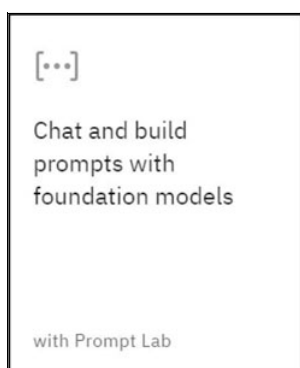 Chat and build
prompts with
foundation models
with Prompt Lab